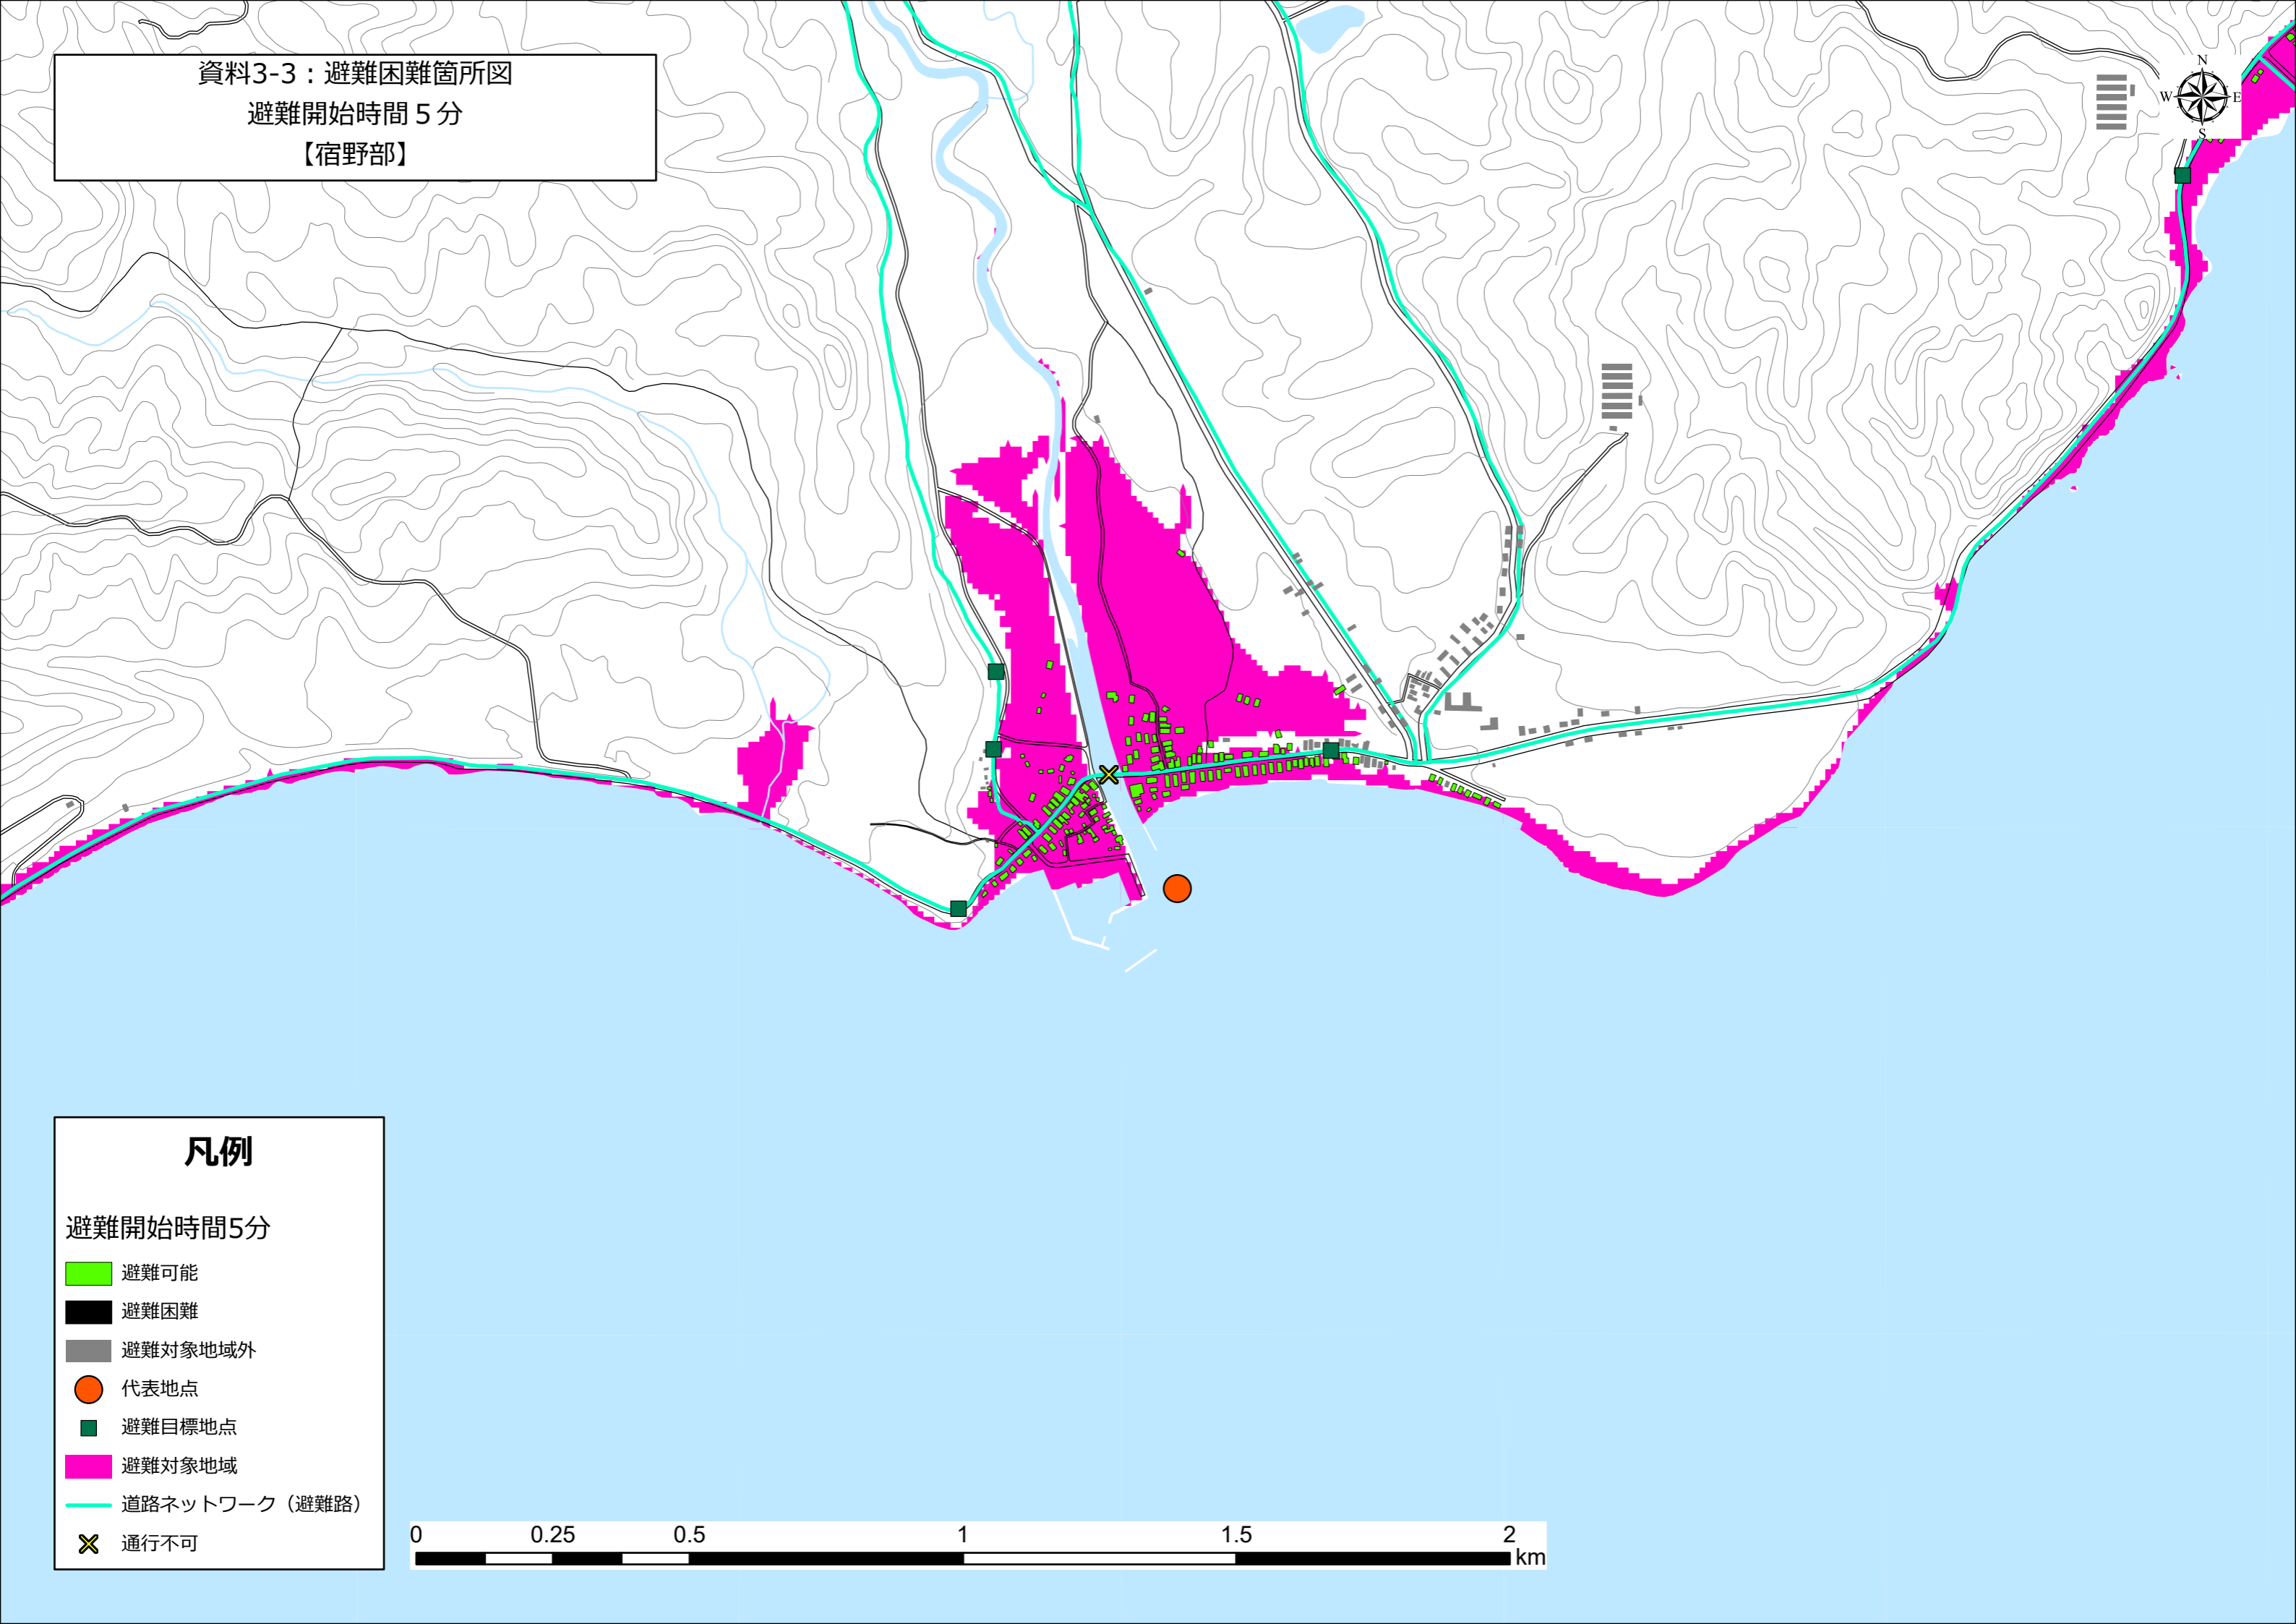 資料3-3：避難困難箇所図
避難開始時間５分
【宿野部】
N
W
E
S
凡例
避難開始時間5分
避難可能
避難困難
避難対象地域外
代表地点
避難目標地点
避難対象地域
道路ネットワーク（避難路）
通行不可
0 0.25 0.5 1 1.5 2
km